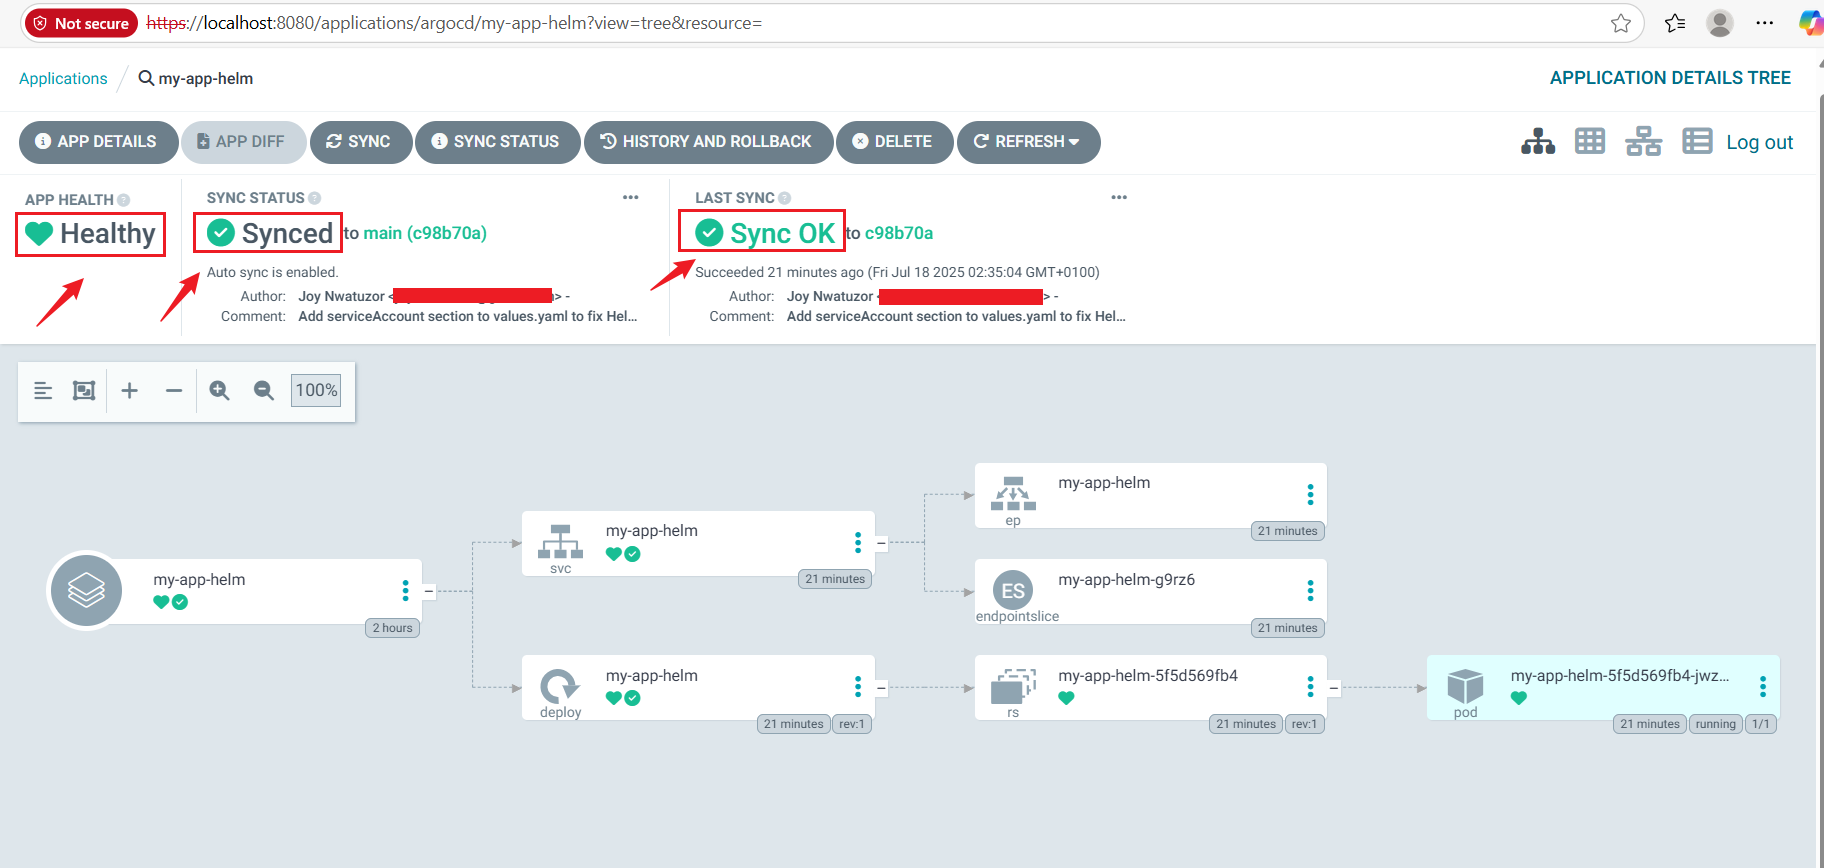 Not secure https://localhost:8080/applications/argocd/my-app-helm?view=tree&resource=
Applications / my-app-helm
APPLICATION DETAILS TREE
APP DETAILS
APP DIFF
SYNC
SYNC STATUS
HISTORY AND ROLLBACK
DELETE
REFRESH
Log out
APP HEALTH
Healthy
SYNC STATUS
Synced to main (c98b70a)
Auto sync is enabled.
Author: Joy Nwatuzor < > -
Comment: Add serviceAccount section to values.yaml to fix Hel...
LAST SYNC
Sync OK to c98b70a
Succeeded 21 minutes ago (Fri Jul 18 2025 02:35:04 GMT+0100)
Author: Joy Nwatuzor < > -
Comment: Add serviceAccount section to values.yaml to fix Hel...
100%
my-app-helm
2 hours
my-app-helm
svc
21 minutes
my-app-helm
deploy
21 minutes
rev:1
my-app-helm
ep
21 minutes
ES
my-app-helm-g9rz6
endpointslice
21 minutes
my-app-helm-5f5d569fb4
rs
21 minutes
rev:1
my-app-helm-5f5d569fb4-jwz...
pod
21 minutes
running
1/1